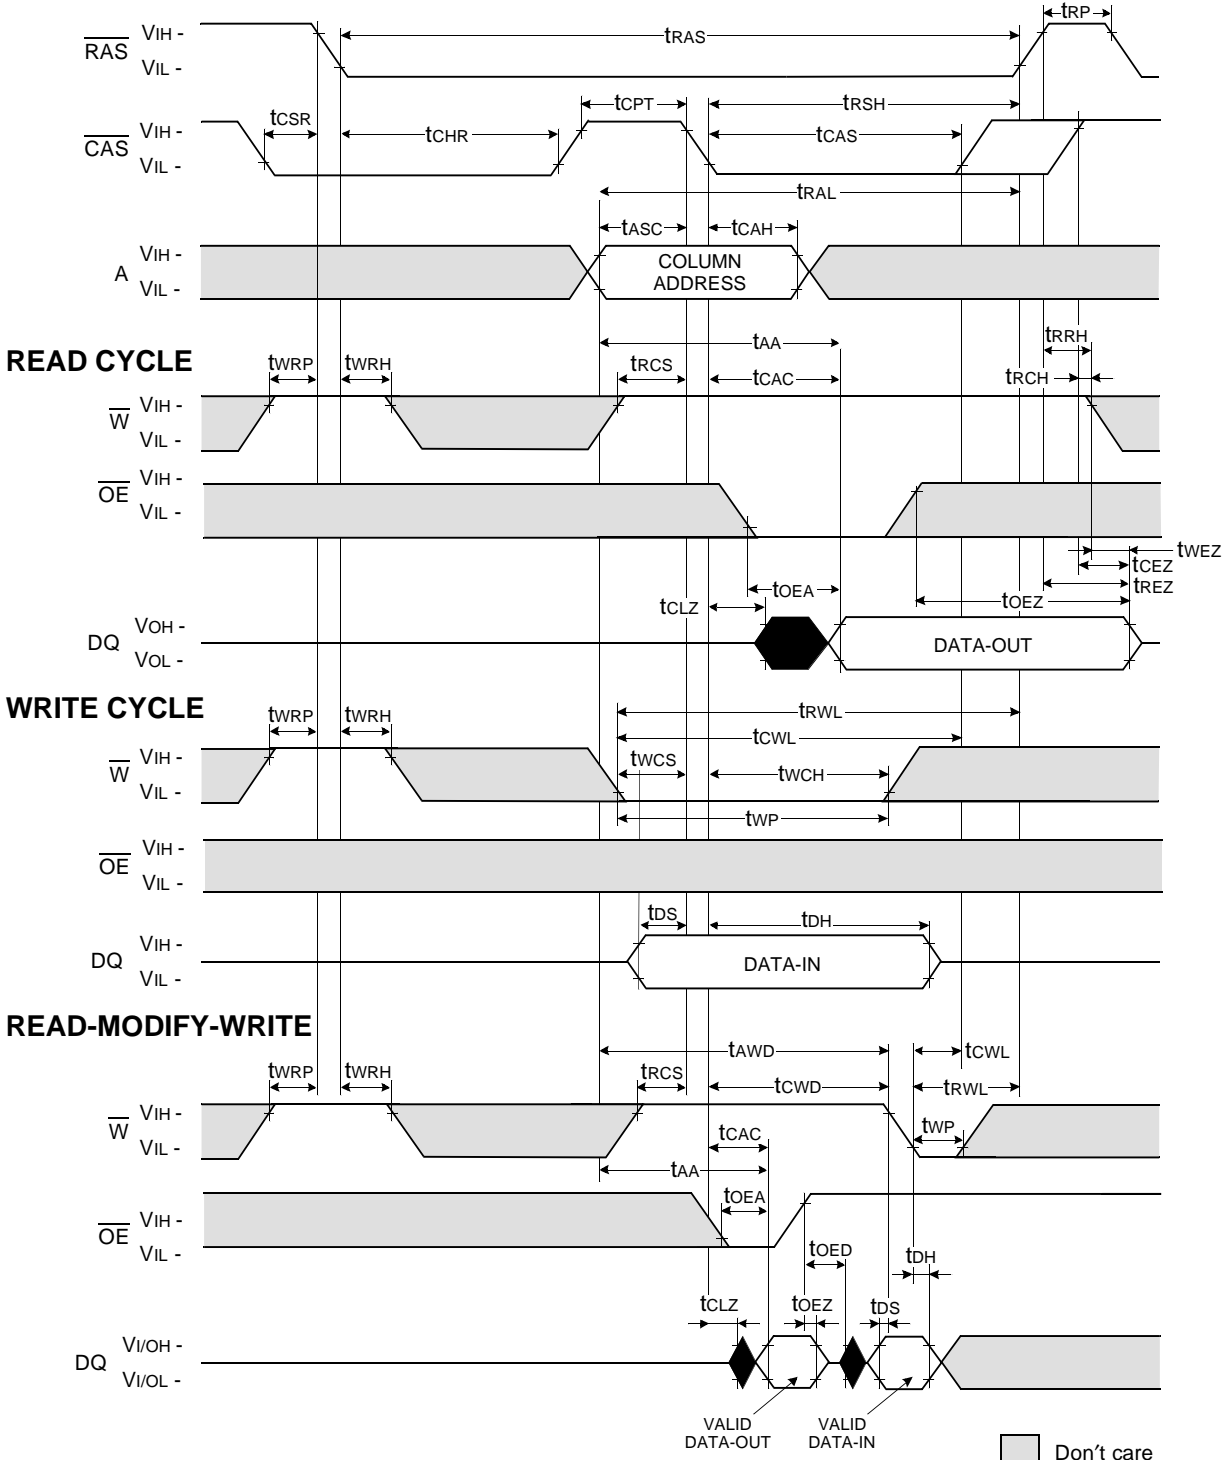 tRP
RAS
VIH -
tRAS
VIL -
tCSR
tCPT
tRSH
CAS
VIH -
tCHR
tCAS
VIL -
tRAL
tASC
tCAH
A
VIH -
VIL -
COLUMN
ADDRESS
READ CYCLE
tWRP
tWRH
tRCS
tAA
tCAC
tRRH
tRCH
W
VIH -
VIL -
OE
VIH -
VIL -
tWEZ
tCEZ
tREZ
tOEA
tOEZ
tCLZ
DQ
VOH -
VOL -
DATA-OUT
WRITE CYCLE
tWRP
tWRH
tRWL
tCWL
tWCS
tWCH
W
VIH -
VIL -
tWP
OE
VIH -
VIL -
tDS
tDH
DQ
VIH -
VIL -
DATA-IN
READ-MODIFY-WRITE
tAWD
tCWL
tWRP
tWRH
tRCS
tCWD
tRWL
W
VIH -
VIL -
tWP
tCAC
tAA
tOEA
OE
VIH -
VIL -
tOED
tDH
tCLZ
tOEZ
tDS
DQ
VI/OH -
VI/OL -
VALID
DATA-OUT
VALID
DATA-IN
Don′t care